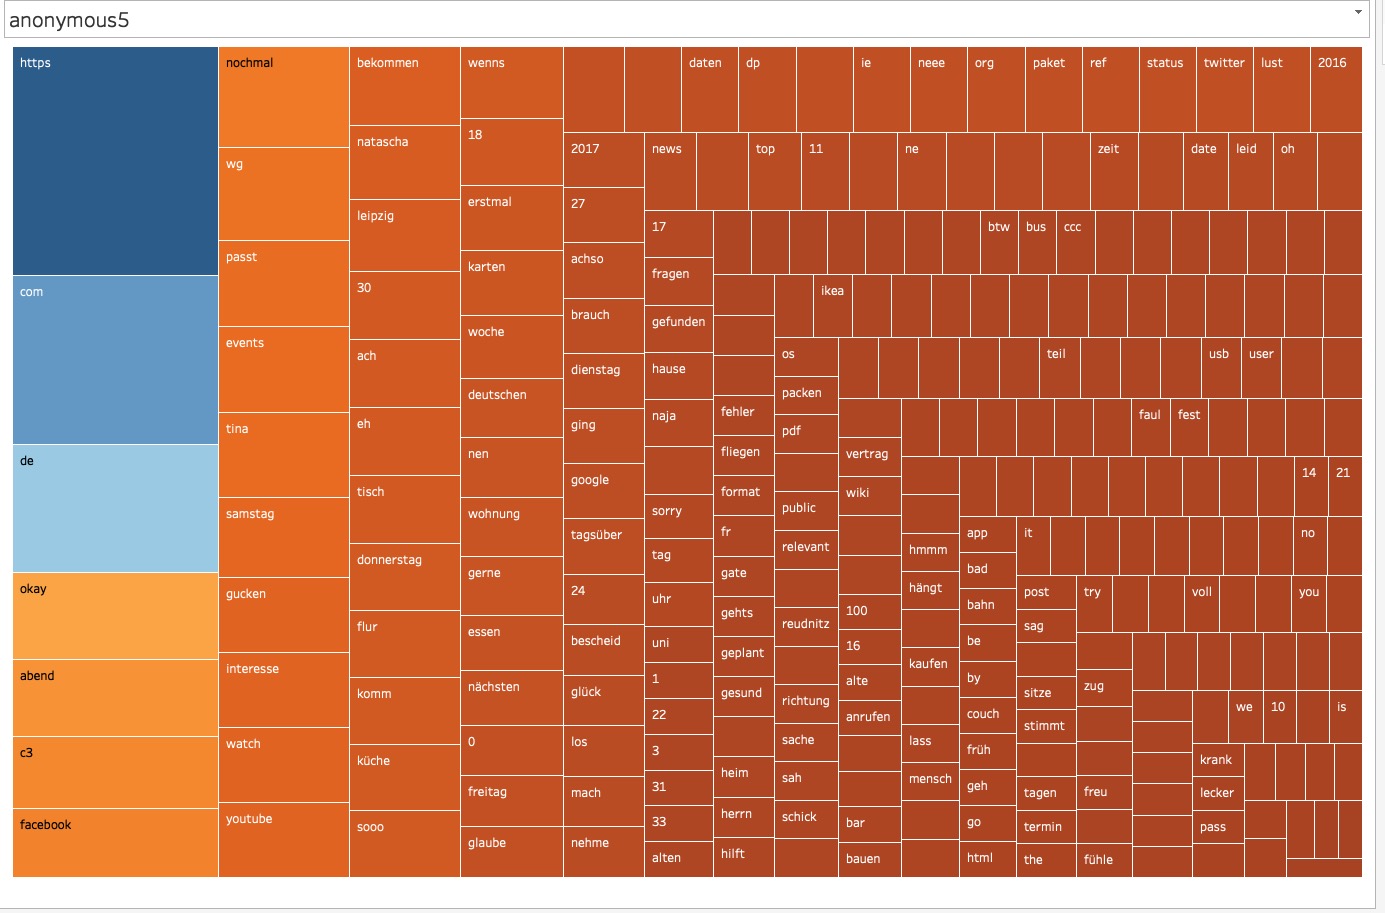 anonymous5
https
com
de
okay
abend
c3
facebook
nochmal
wg
passt
events
tina
samstag
gucken
interesse
watch
youtube
bekommen
natascha
leipzig
30
ach
eh
tisch
donnerstag
flur
komm
küche
sooo
wenns
18
erstmal
karten
woche
deutschen
nen
wohnung
gerne
essen
nächsten
0
freitag
glaube
daten
dp
ie
neee
org
paket
ref
status
twitter
lust
2016
2017
27
achso
brauch
dienstag
ging
google
tagsüber
24
bescheid
glück
los
mach
nehme
news
top
11
ne
zeit
date
leid
oh
17
fragen
gefunden
hause
naja
sorry
tag
uhr
uni
1
22
3
31
33
alten
btw
bus
ccc
fehler
fliegen
format
fr
gate
gehts
geplant
gesund
heim
herrn
hilft
ikea
os
packen
pdf
public
relevant
reudnitz
richtung
sache
sah
schick
teil
usb
user
vertrag
wiki
100
16
alte
anrufen
bar
bauen
faul
fest
hmmm
hängt
kaufen
lass
mensch
14
21
app
bad
bahn
be
by
couch
früh
geh
go
html
it
no
post
sag
sitze
stimmt
tagen
termin
the
try
voll
you
zug
freu
fühle
we
10
is
krank
lecker
pass